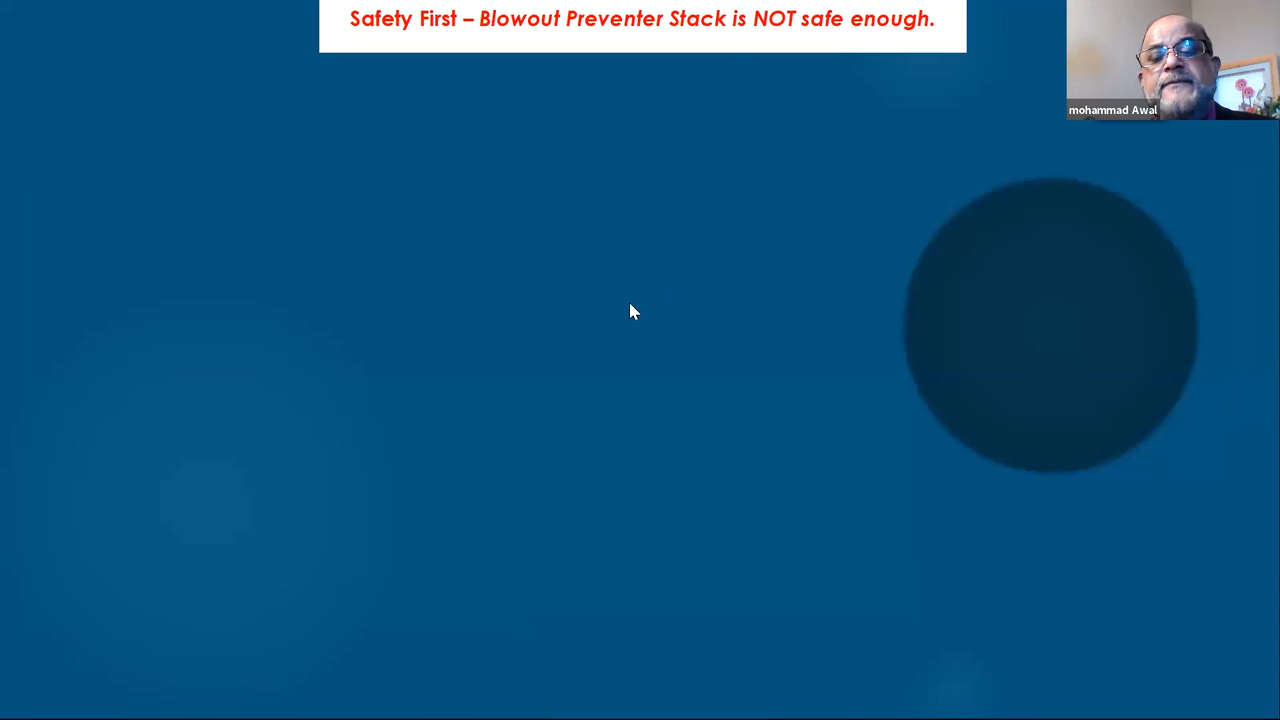 Safety First – Blowout Preventer Stack is NOT safe enough.
mohammad Awal